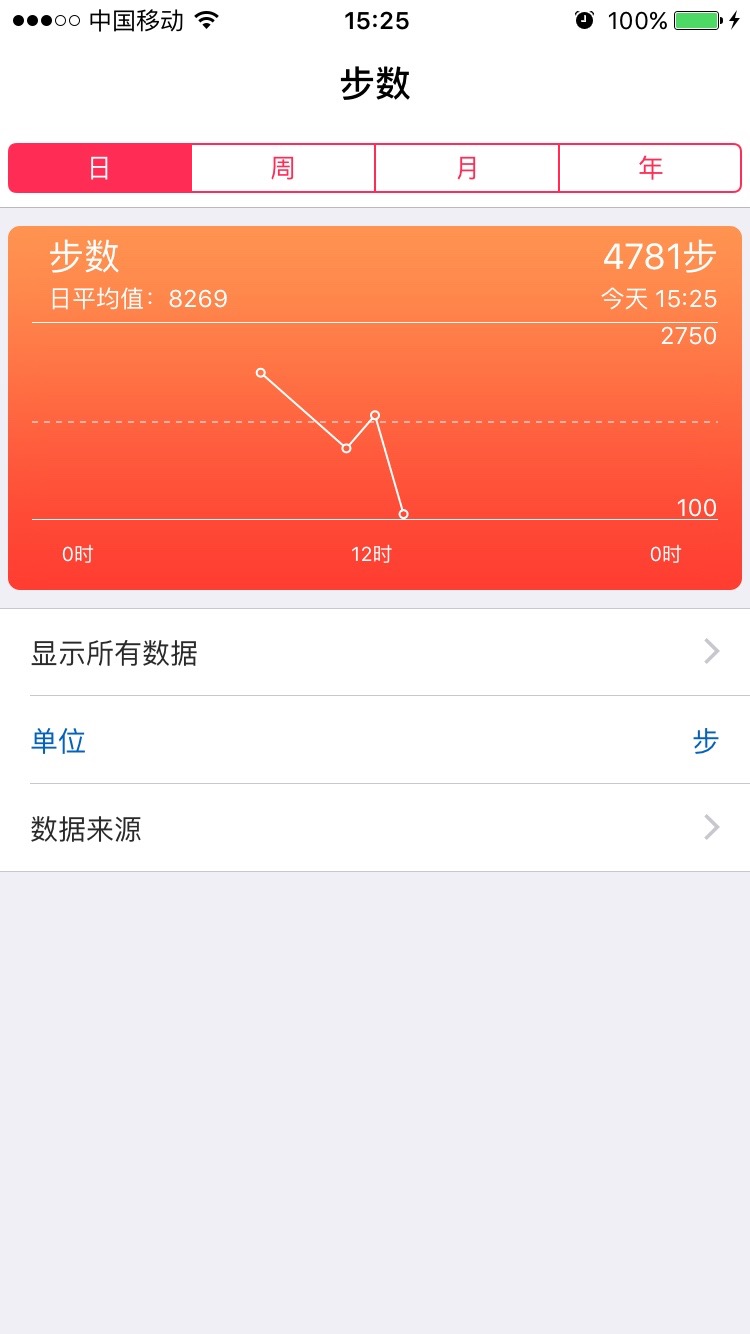 中国移动 15:25 100%
步数
日 周 月 年
步数 4781步
日平均值：8269 今天 15:25
2750
100
0时 12时 0时
显示所有数据
单位 步
数据来源